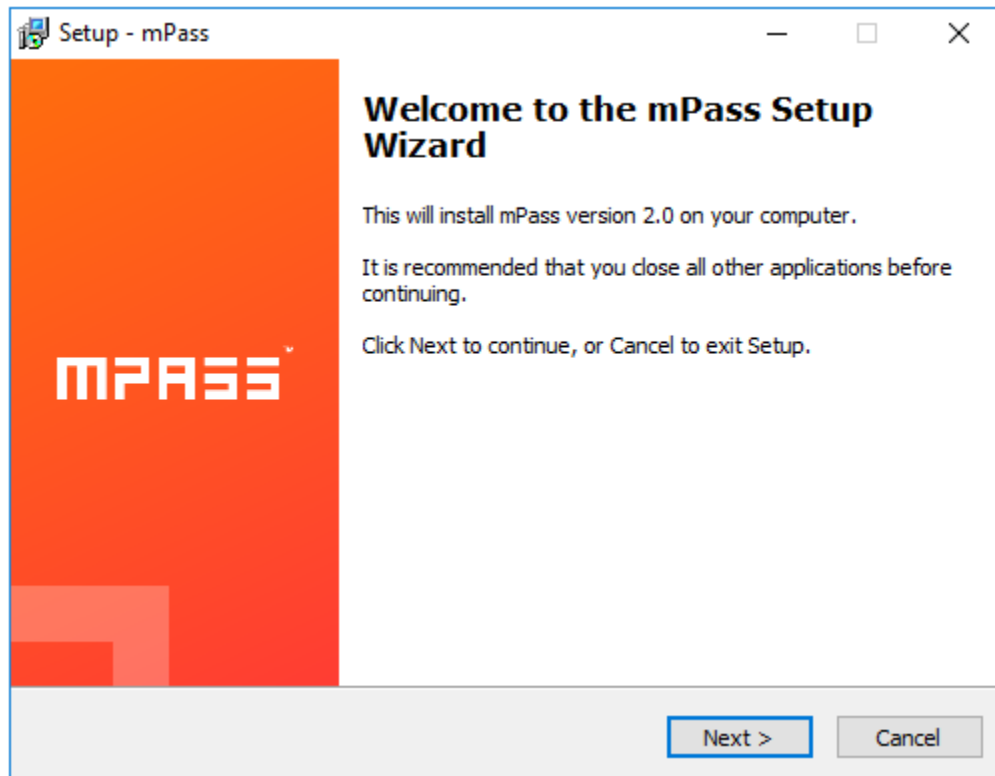 Setup - mPass
Welcome to the mPass Setup
Wizard
This will install mPass version 2.0 on your computer.
It is recommended that you close all other applications before
continuing.
Click Next to continue, or Cancel to exit Setup.
mPASS
Next >
Cancel